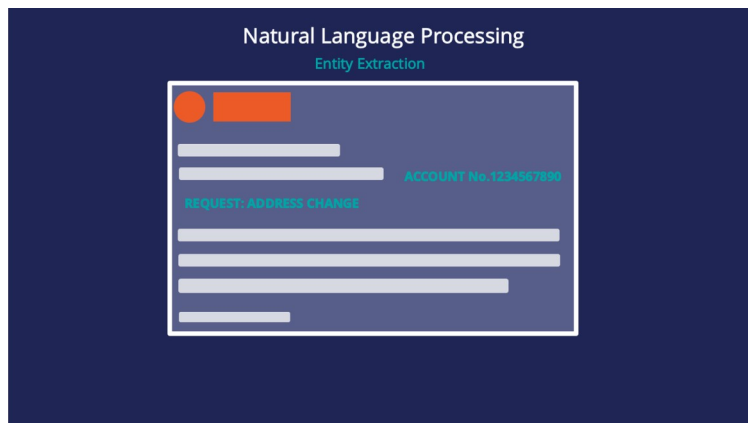 Natural Language Processing
Entity Extraction
ACCOUNT No.1234567890
REQUEST: ADDRESS CHANGE